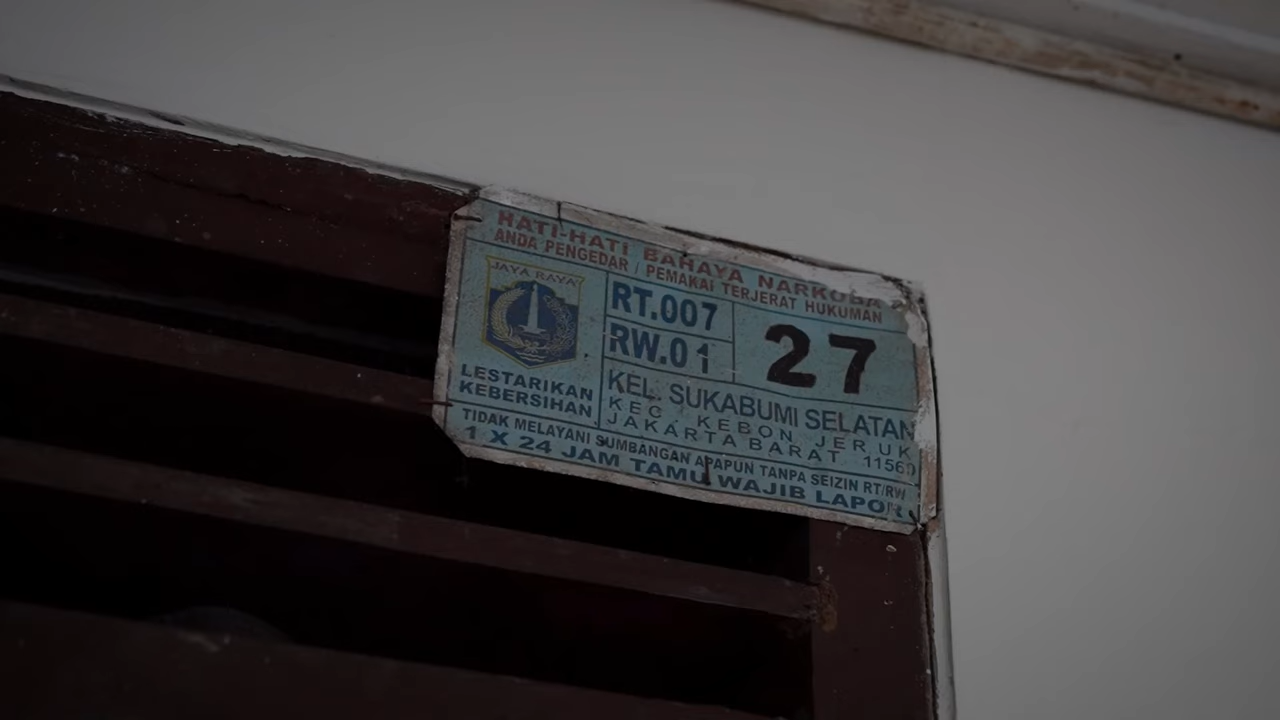 HATI-HATI BAHAYA NARKOBA
ANDA PENGEDAR / PEMAKAI TERJERAT HUKUMAN
JAYA RAYA
RT.007
RW.01
27
LESTARIKAN
KEBERSIHAN
KEL. SUKABUMI SELATAN
KEC. KEBON JERUK
JAKARTA BARAT 11560
TIDAK MELAYANI SUMBANGAN APAPUN TANPA SEIZIN RT/RW
1 X 24 JAM TAMU WAJIB LAPOR